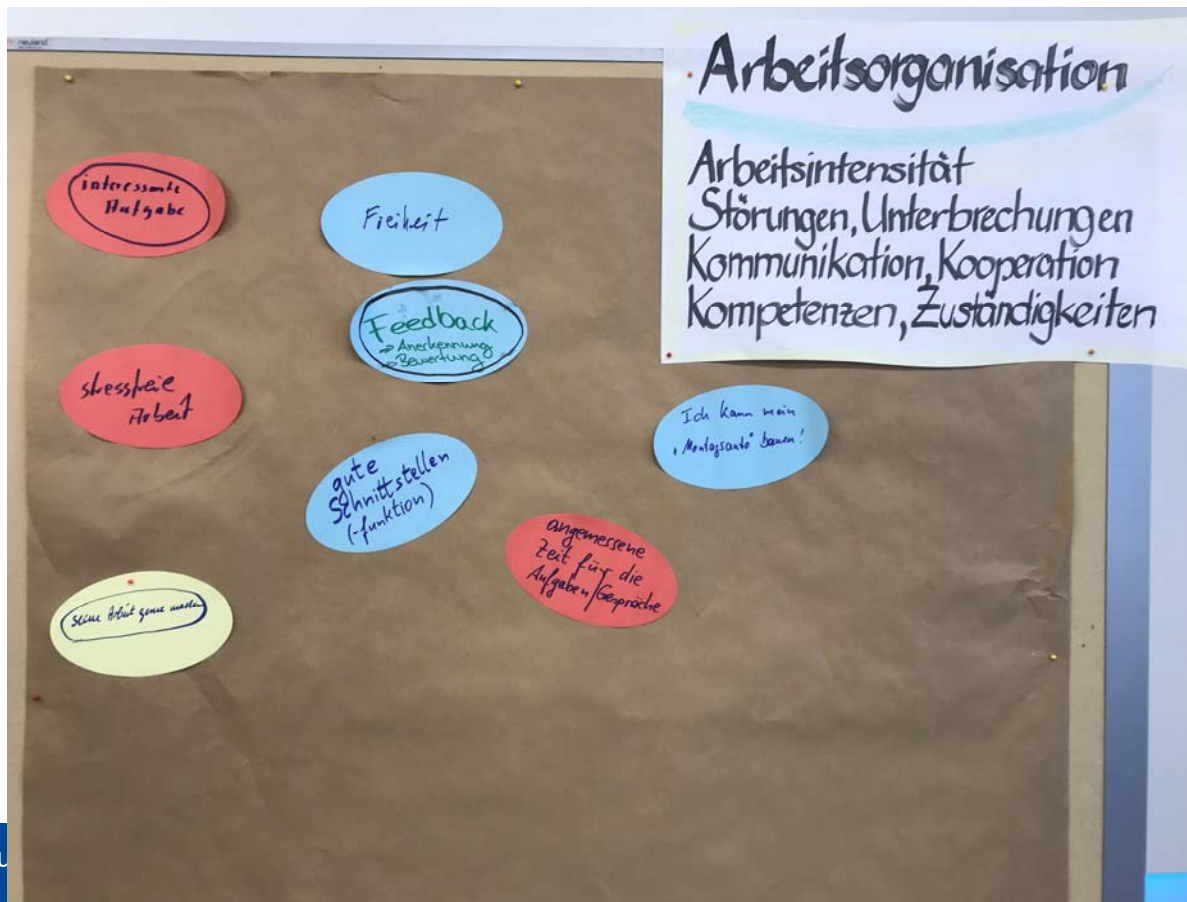 neuland
Arbeitsorganisation
Arbeitsintensität
Störungen, Unterbrechungen
Kommunikation, Kooperation
Kompetenzen, Zuständigkeiten
interessante
Aufgabe
Freiheit
Feedback
⇒ Anerkennung
⇒ Bewertung
stressfreie
Arbeit
Ich kann mein
"Montagsauto" bauen!
gute
Schnittstellen
(-funktion)
angemessene
Zeit für die
Aufgaben/Gespräche
seine Arbeit gerne machen